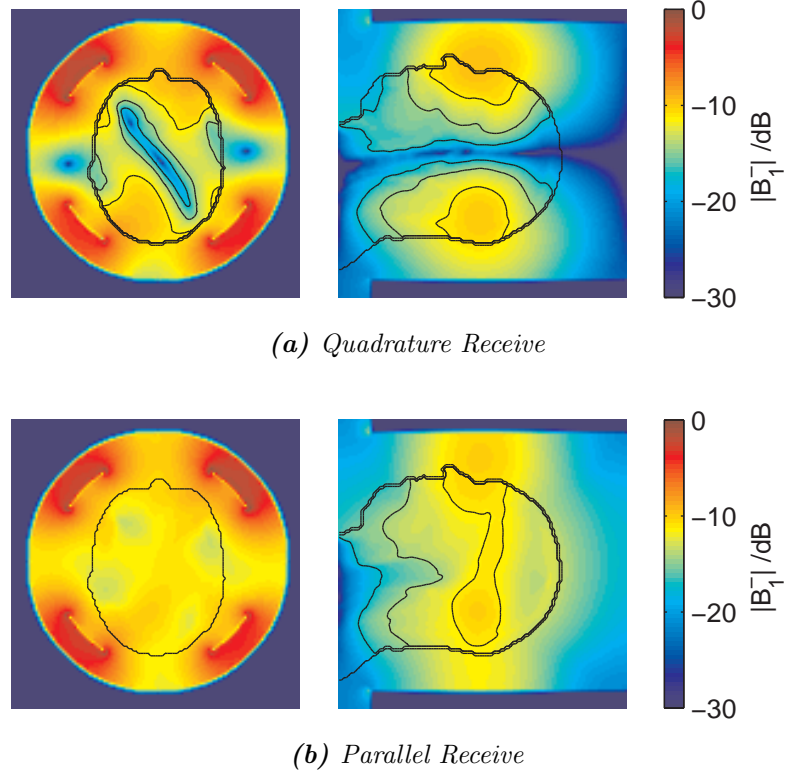 0
−10
−20
−30
|B₁⁻| /dB
(a) Quadrature Receive
0
−10
−20
−30
|B₁⁻| /dB
(b) Parallel Receive